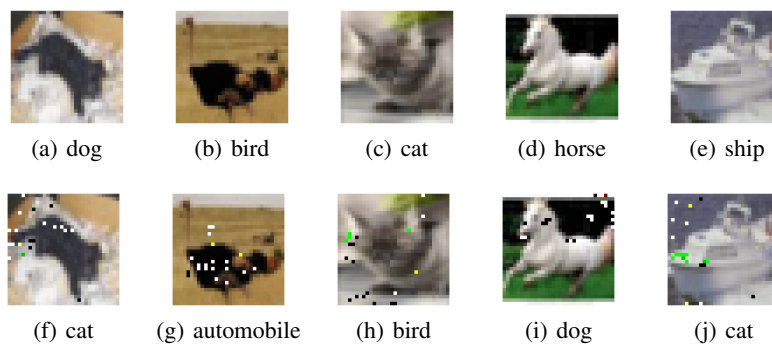 (a) dog (b) bird (c) cat (d) horse (e) ship
(f) cat (g) automobile (h) bird (i) dog (j) cat